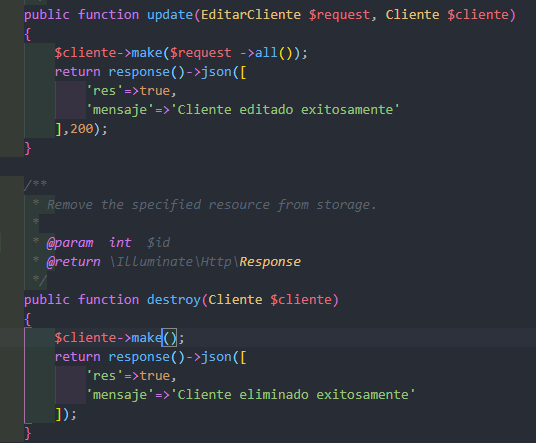 public function update(EditarCliente $request, Cliente $cliente)
{
    $cliente->make($request ->all());
    return response()->json([
        'res'=>true,
        'mensaje'=>'Cliente editado exitosamente'
    ],200);
}
/**
 * Remove the specified resource from storage.
 *
 * @param  int  $id
 * @return \Illuminate\Http\Response
 */
public function destroy(Cliente $cliente)
{
    $cliente->make();
    return response()->json([
        'res'=>true,
        'mensaje'=>'Cliente eliminado exitosamente'
    ]);
}